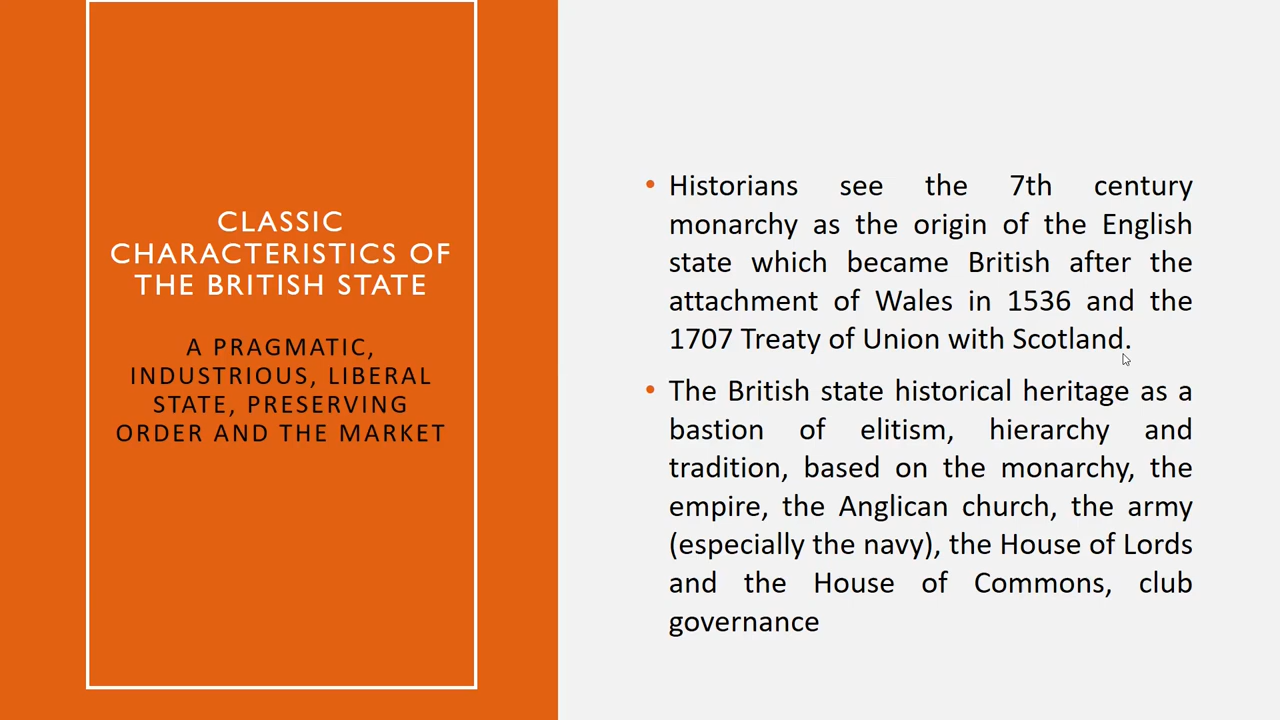 CLASSIC
CHARACTERISTICS OF
THE BRITISH STATE
A PRAGMATIC,
INDUSTRIOUS, LIBERAL
STATE, PRESERVING
ORDER AND THE MARKET
• Historians see the 7th century
monarchy as the origin of the English
state which became British after the
attachment of Wales in 1536 and the
1707 Treaty of Union with Scotland.
• The British state historical heritage as a
bastion of elitism, hierarchy and
tradition, based on the monarchy, the
empire, the Anglican church, the army
(especially the navy), the House of Lords
and the House of Commons, club
governance